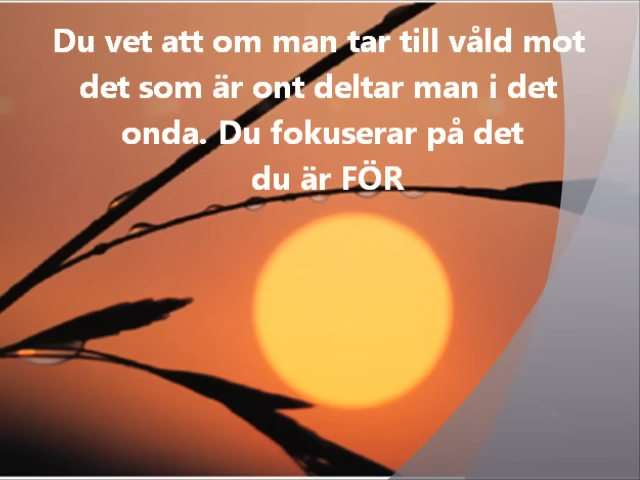 Du vet att om man tar till våld mot
det som är ont deltar man i det
onda. Du fokuserar på det
du är FÖR